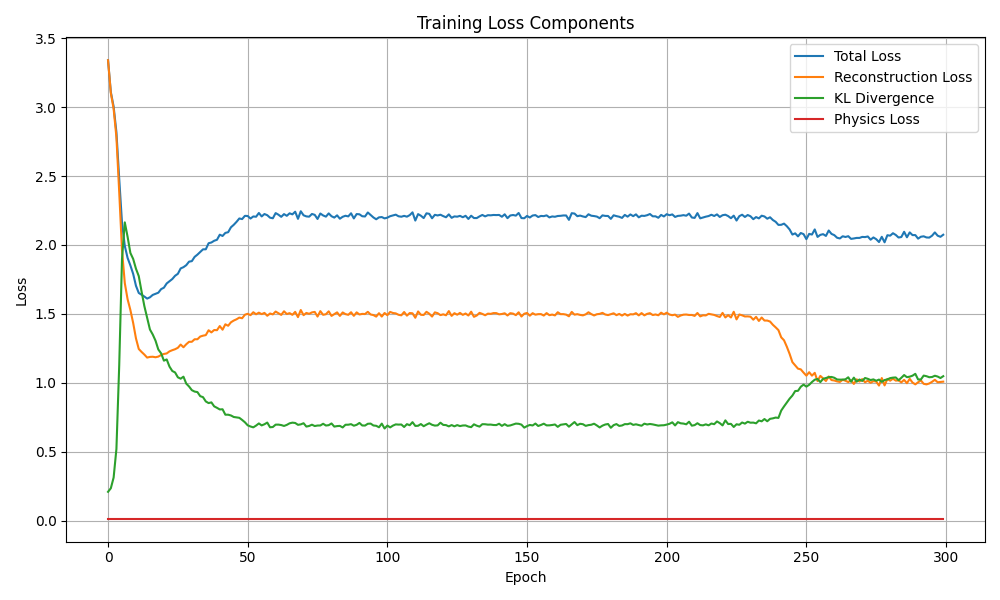 Training Loss Components
Total Loss
Reconstruction Loss
KL Divergence
Physics Loss
Loss
3.5
3.0
2.5
2.0
1.5
1.0
0.5
0.0
0 50 100 150 200 250 300
Epoch